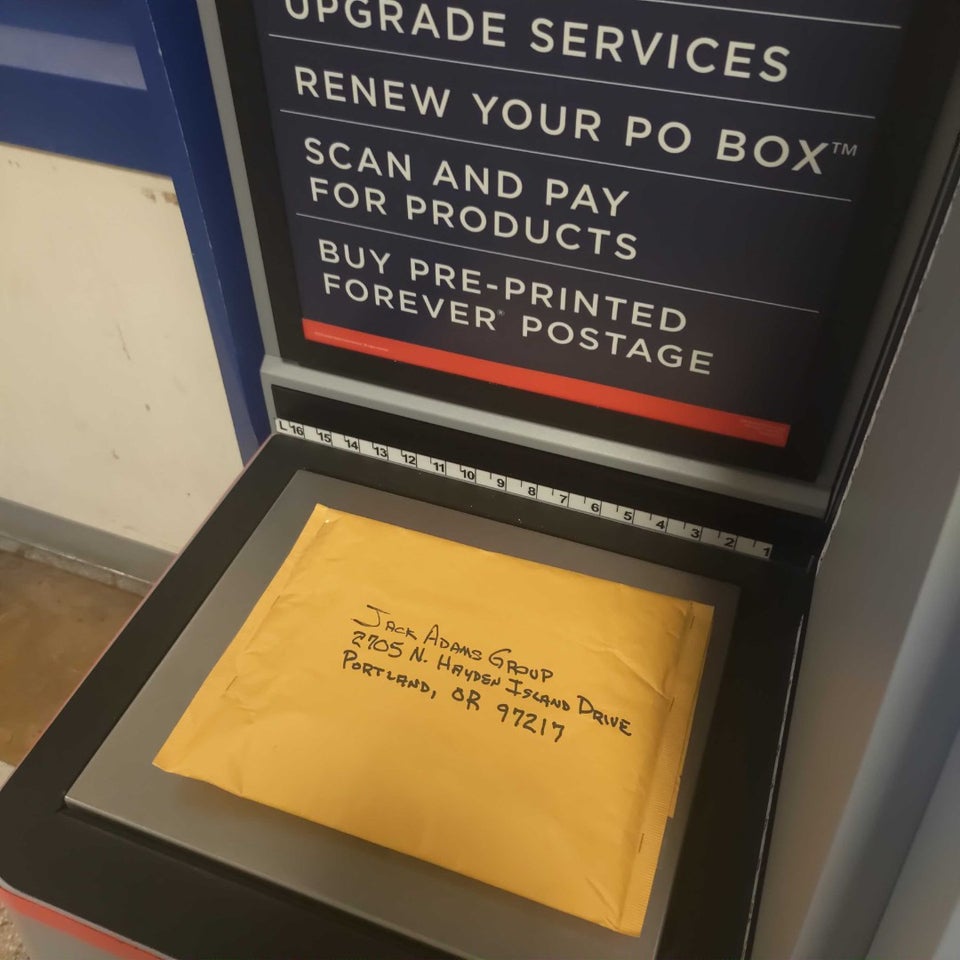 UPGRADE SERVICES
RENEW YOUR PO BOX™
SCAN AND PAY
FOR PRODUCTS
BUY PRE-PRINTED
FOREVER® POSTAGE
L 16 15 14 13 12 11 10 9 8 7 6 5 4 3 2 1
JACK ADAMS GROUP
2705 N. HAYDEN ISLAND DRIVE
PORTLAND, OR 97217